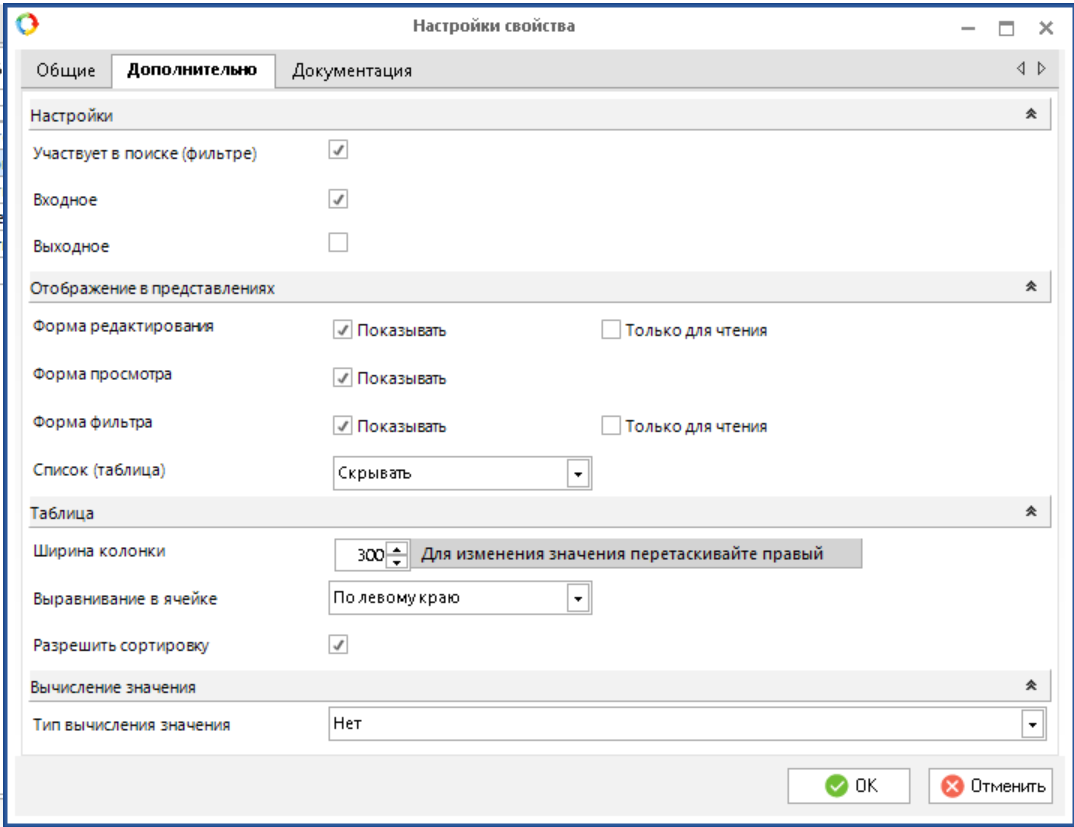 Настройки свойства
Общие Дополнительно Документация
Настройки
Участвует в поиске (фильтре)
Входное
Выходное
Отображение в представлениях
Форма редактирования Показывать Только для чтения
Форма просмотра Показывать
Форма фильтра Показывать Только для чтения
Список (таблица) Скрывать
Таблица
Ширина колонки 300 Для изменения значения перетаскивайте правый
Выравнивание в ячейке По левому краю
Разрешить сортировку
Вычисление значения
Тип вычисления значения Нет
OK Отменить